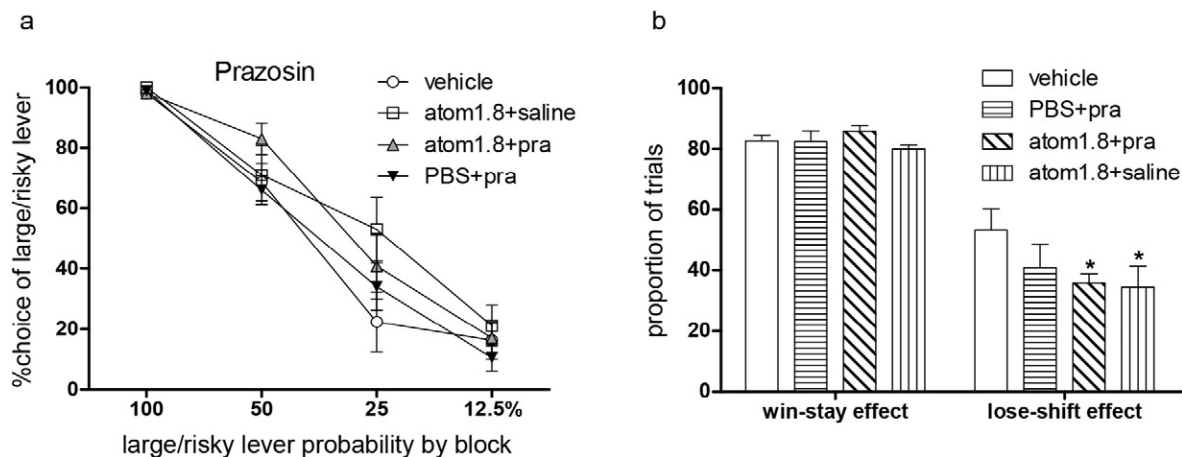 a
Prazosin
vehicle
atom1.8+saline
atom1.8+pra
PBS+pra
%choice of large/risky lever
100
80
60
40
20
0
100 50 25 12.5%
large/risky lever probability by block
b
vehicle
PBS+pra
atom1.8+pra
atom1.8+saline
proportion of trials
100
80
60
40
20
0
* *
win-stay effect lose-shift effect